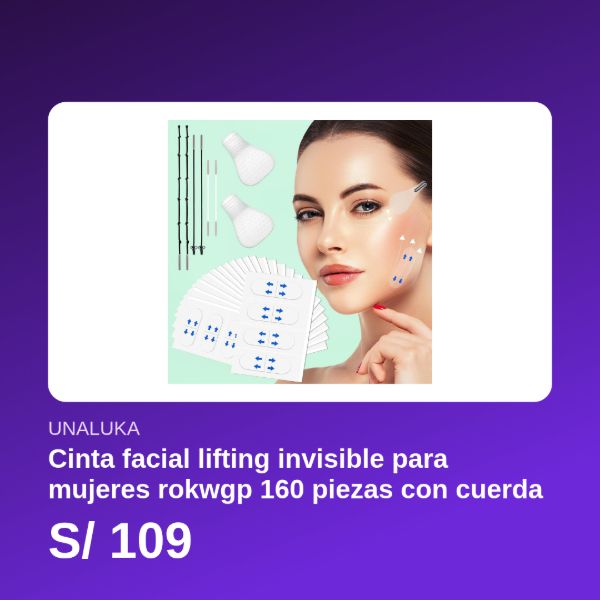 UNALUKA
Cinta facial lifting invisible para
mujeres rokwgp 160 piezas con cuerda
S/ 109